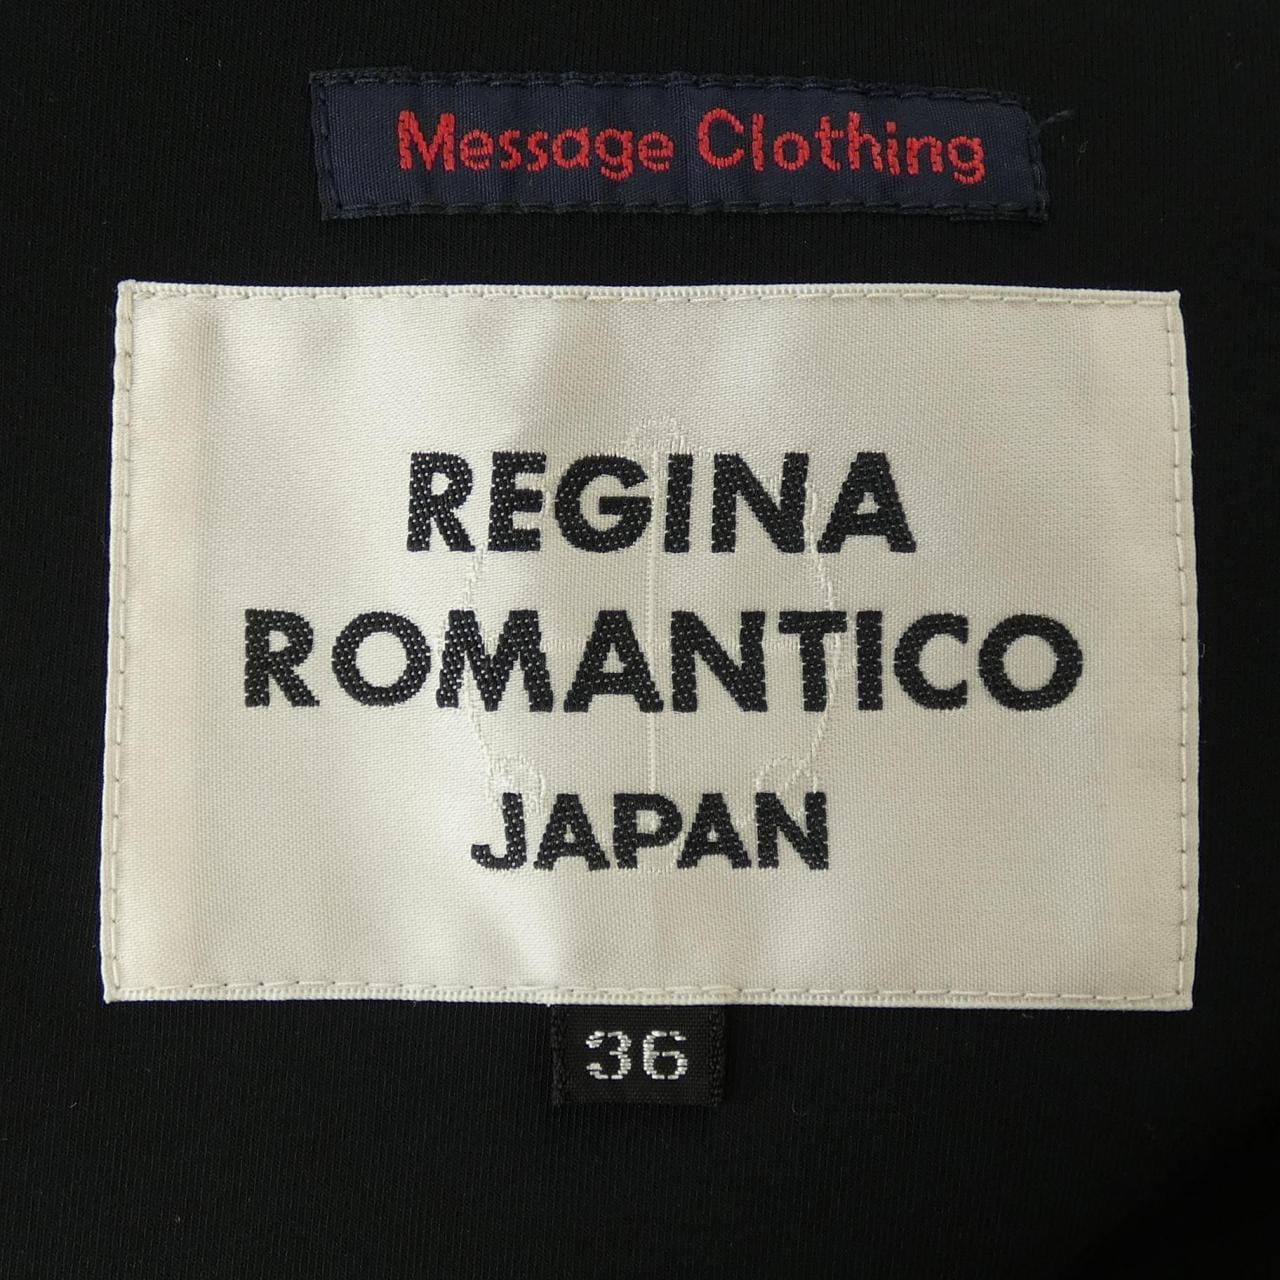 Message Clothing
REGINA
ROMANTICO
JAPAN
36